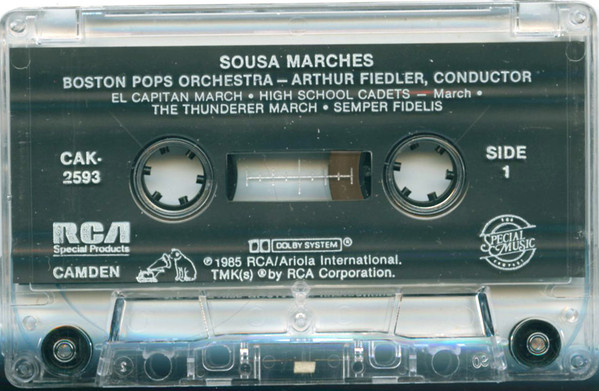 SOUSA MARCHES
BOSTON POPS ORCHESTRA — ARTHUR FIEDLER, CONDUCTOR
EL CAPITAN MARCH • HIGH SCHOOL CADETS — March •
THE THUNDERER MARCH • SEMPER FIDELIS
CAK-
2593
SIDE
1
RCA
Special Products
CAMDEN
DOLBY SYSTEM ®
℗ 1985 RCA/Ariola International.
TMK(s) ® by RCA Corporation.
THE
SPECIAL
MUSIC
COMPANY